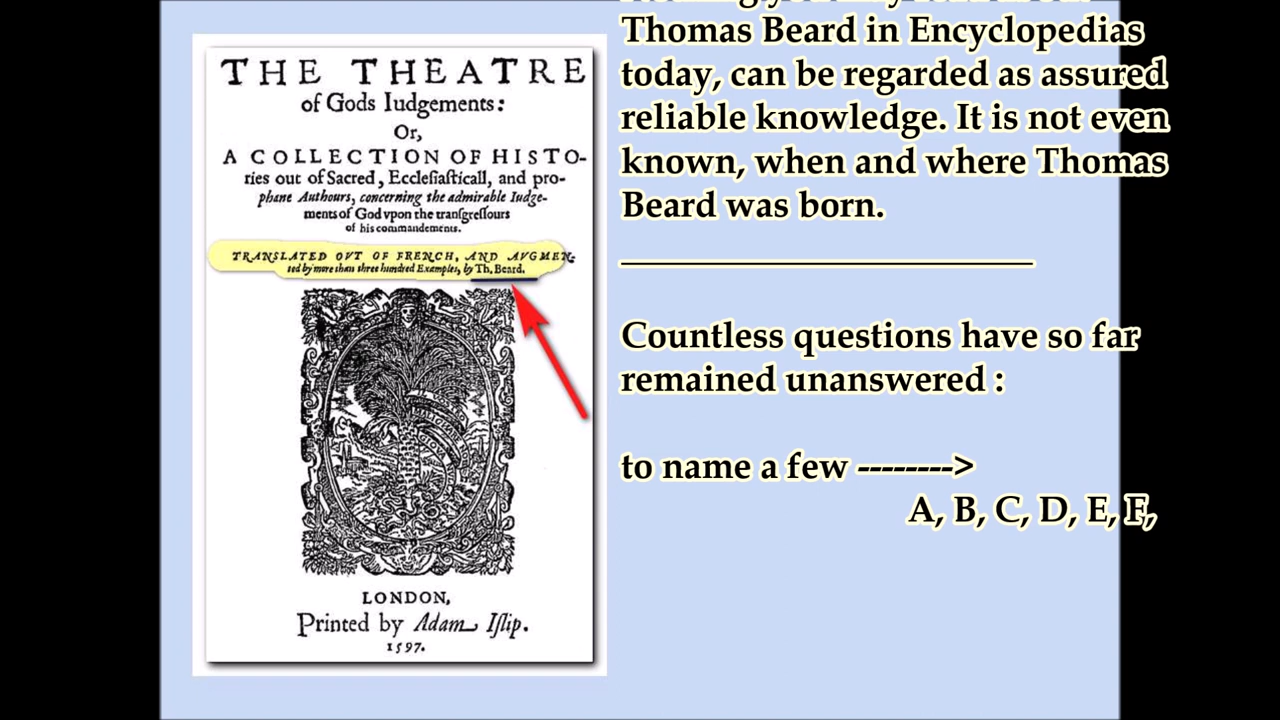 THE THEATRE
of Gods Iudgements:
Or,
A COLLECTION OF HISTO-
ries out of Sacred, Ecclesiaſticall, and pro-
phane Authours, concerning the admirable Iudge-
ments of God vpon the tranſgreſſours
of his commandements.
TRANSLATED OVT OF FRENCH, AND AVGMEN-
ted by more than three hundred Examples, by Th. Beard.
LONDON,
Printed by Adam Iſlip.
1597.
Thomas Beard in Encyclopedias
today, can be regarded as assured
reliable knowledge. It is not even
known, when and where Thomas
Beard was born.
Countless questions have so far
remained unanswered :
to name a few -------->
A, B, C, D, E, F,